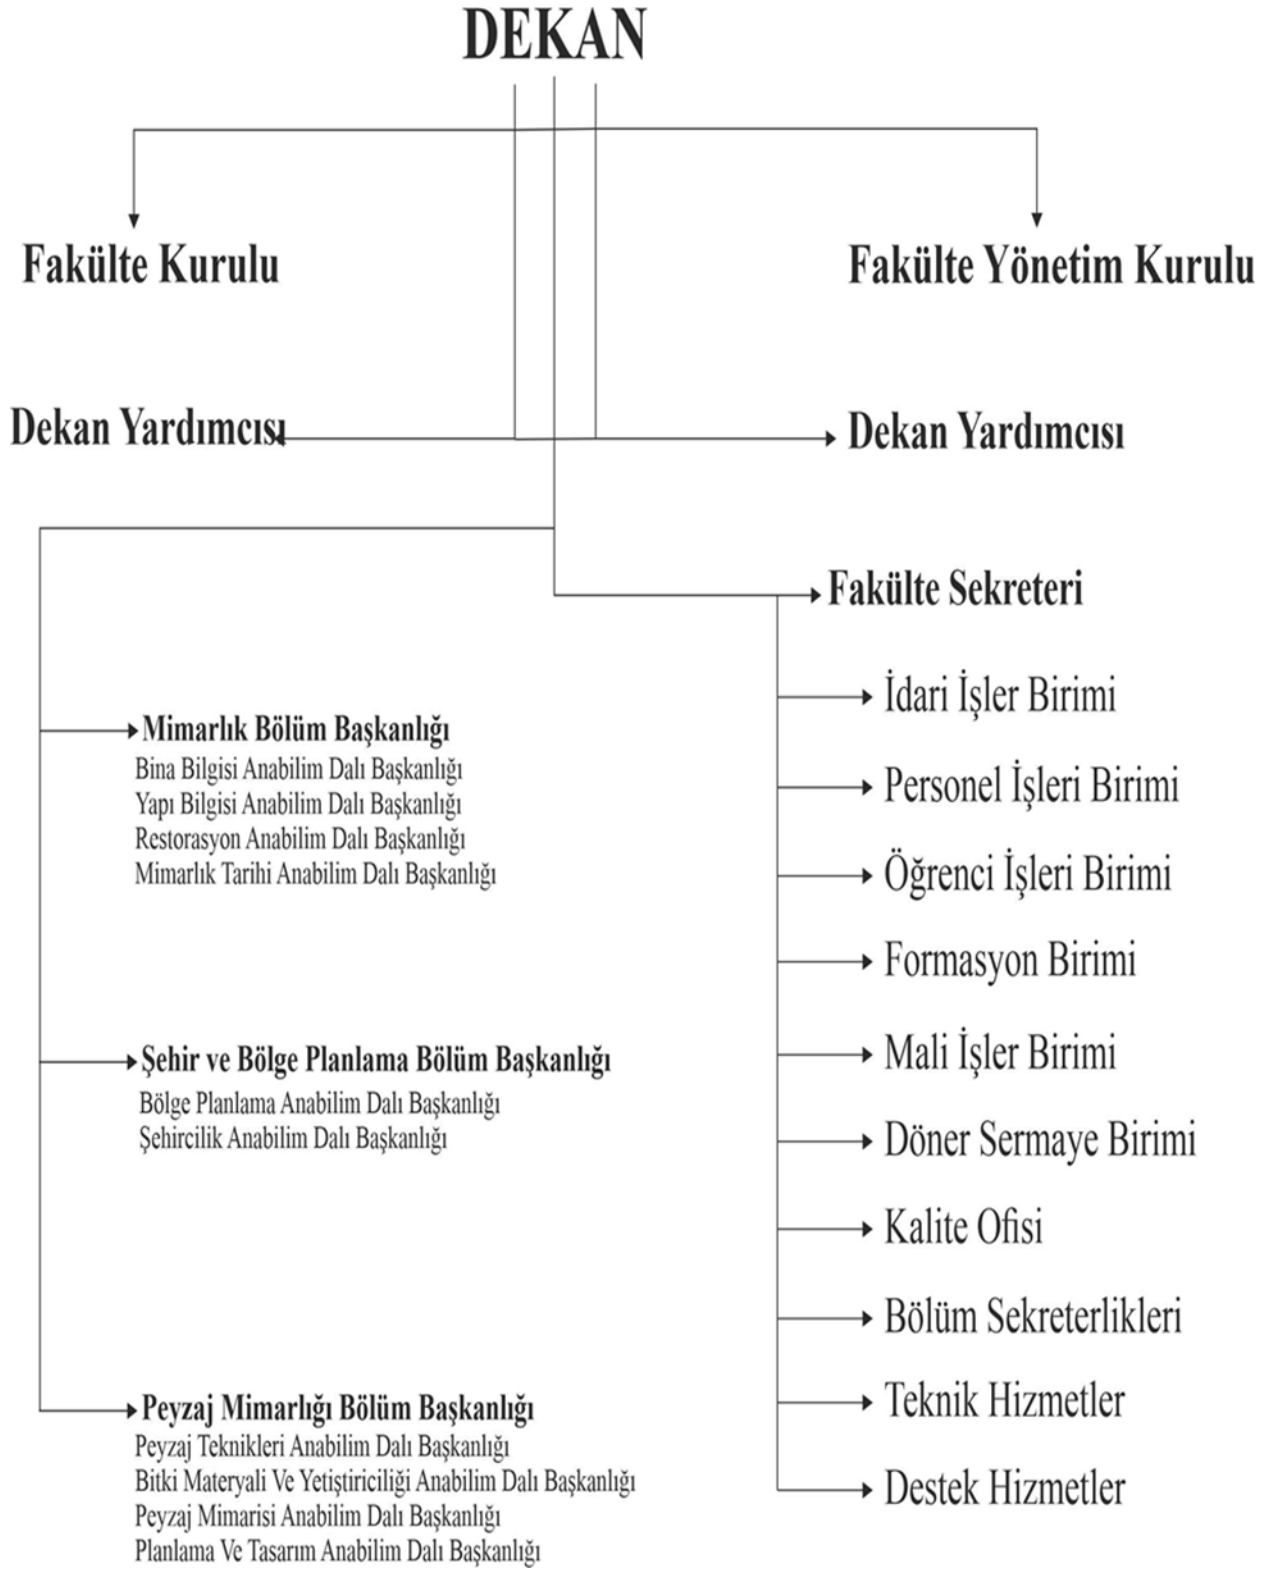 DEKAN
Fakülte Kurulu
Fakülte Yönetim Kurulu
Dekan Yardımcısı
Dekan Yardımcısı
Fakülte Sekreteri
İdari İşler Birimi
Personel İşleri Birimi
Öğrenci İşleri Birimi
Formasyon Birimi
Mali İşler Birimi
Döner Sermaye Birimi
Kalite Ofisi
Bölüm Sekreterlikleri
Teknik Hizmetler
Destek Hizmetler
Mimarlık Bölüm Başkanlığı
Bina Bilgisi Anabilim Dalı Başkanlığı
Yapı Bilgisi Anabilim Dalı Başkanlığı
Restorasyon Anabilim Dalı Başkanlığı
Mimarlık Tarihi Anabilim Dalı Başkanlığı
Şehir ve Bölge Planlama Bölüm Başkanlığı
Bölge Planlama Anabilim Dalı Başkanlığı
Şehircilik Anabilim Dalı Başkanlığı
Peyzaj Mimarlığı Bölüm Başkanlığı
Peyzaj Teknikleri Anabilim Dalı Başkanlığı
Bitki Materyali Ve Yetiştiriciliği Anabilim Dalı Başkanlığı
Peyzaj Mimarisi Anabilim Dalı Başkanlığı
Planlama Ve Tasarım Anabilim Dalı Başkanlığı